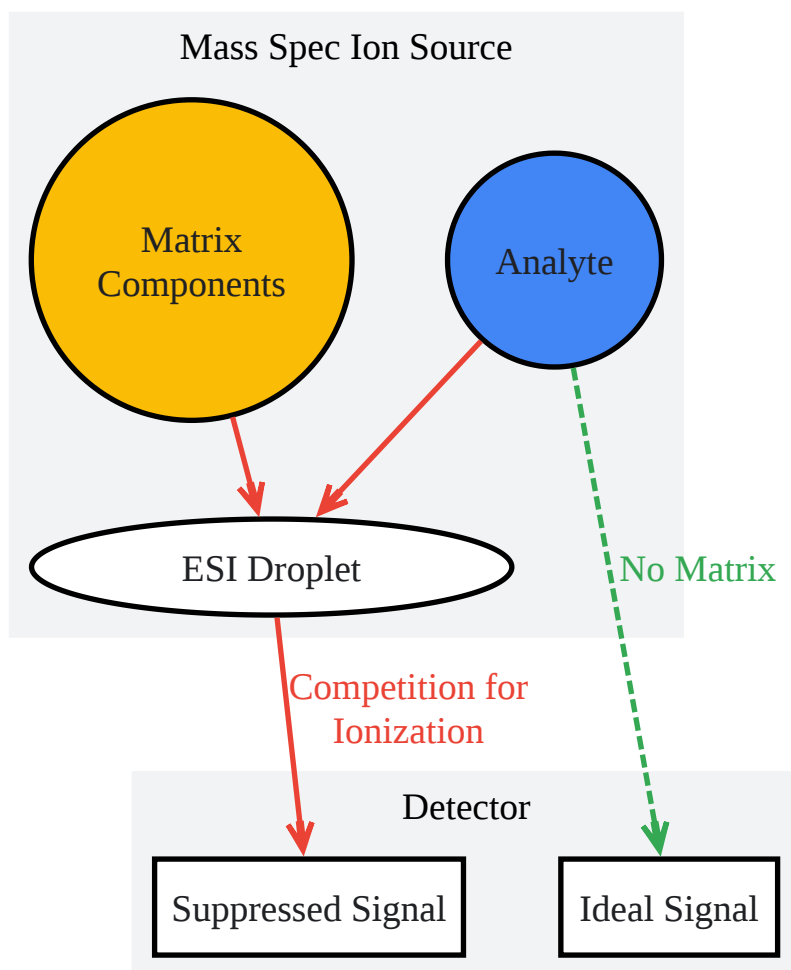 Mass Spec Ion Source
Matrix
Components
Analyte
ESI Droplet
No Matrix
Competition for
Ionization
Detector
Suppressed Signal
Ideal Signal